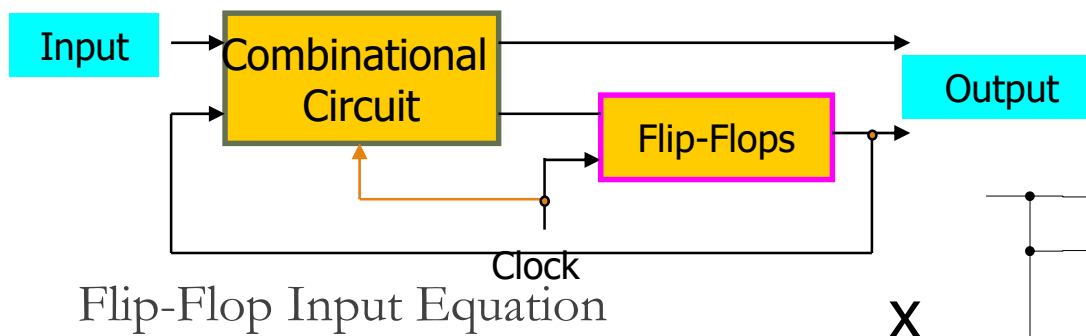 Input
Combinational
Circuit
Flip-Flops
Output
Clock
Flip-Flop Input Equation
X